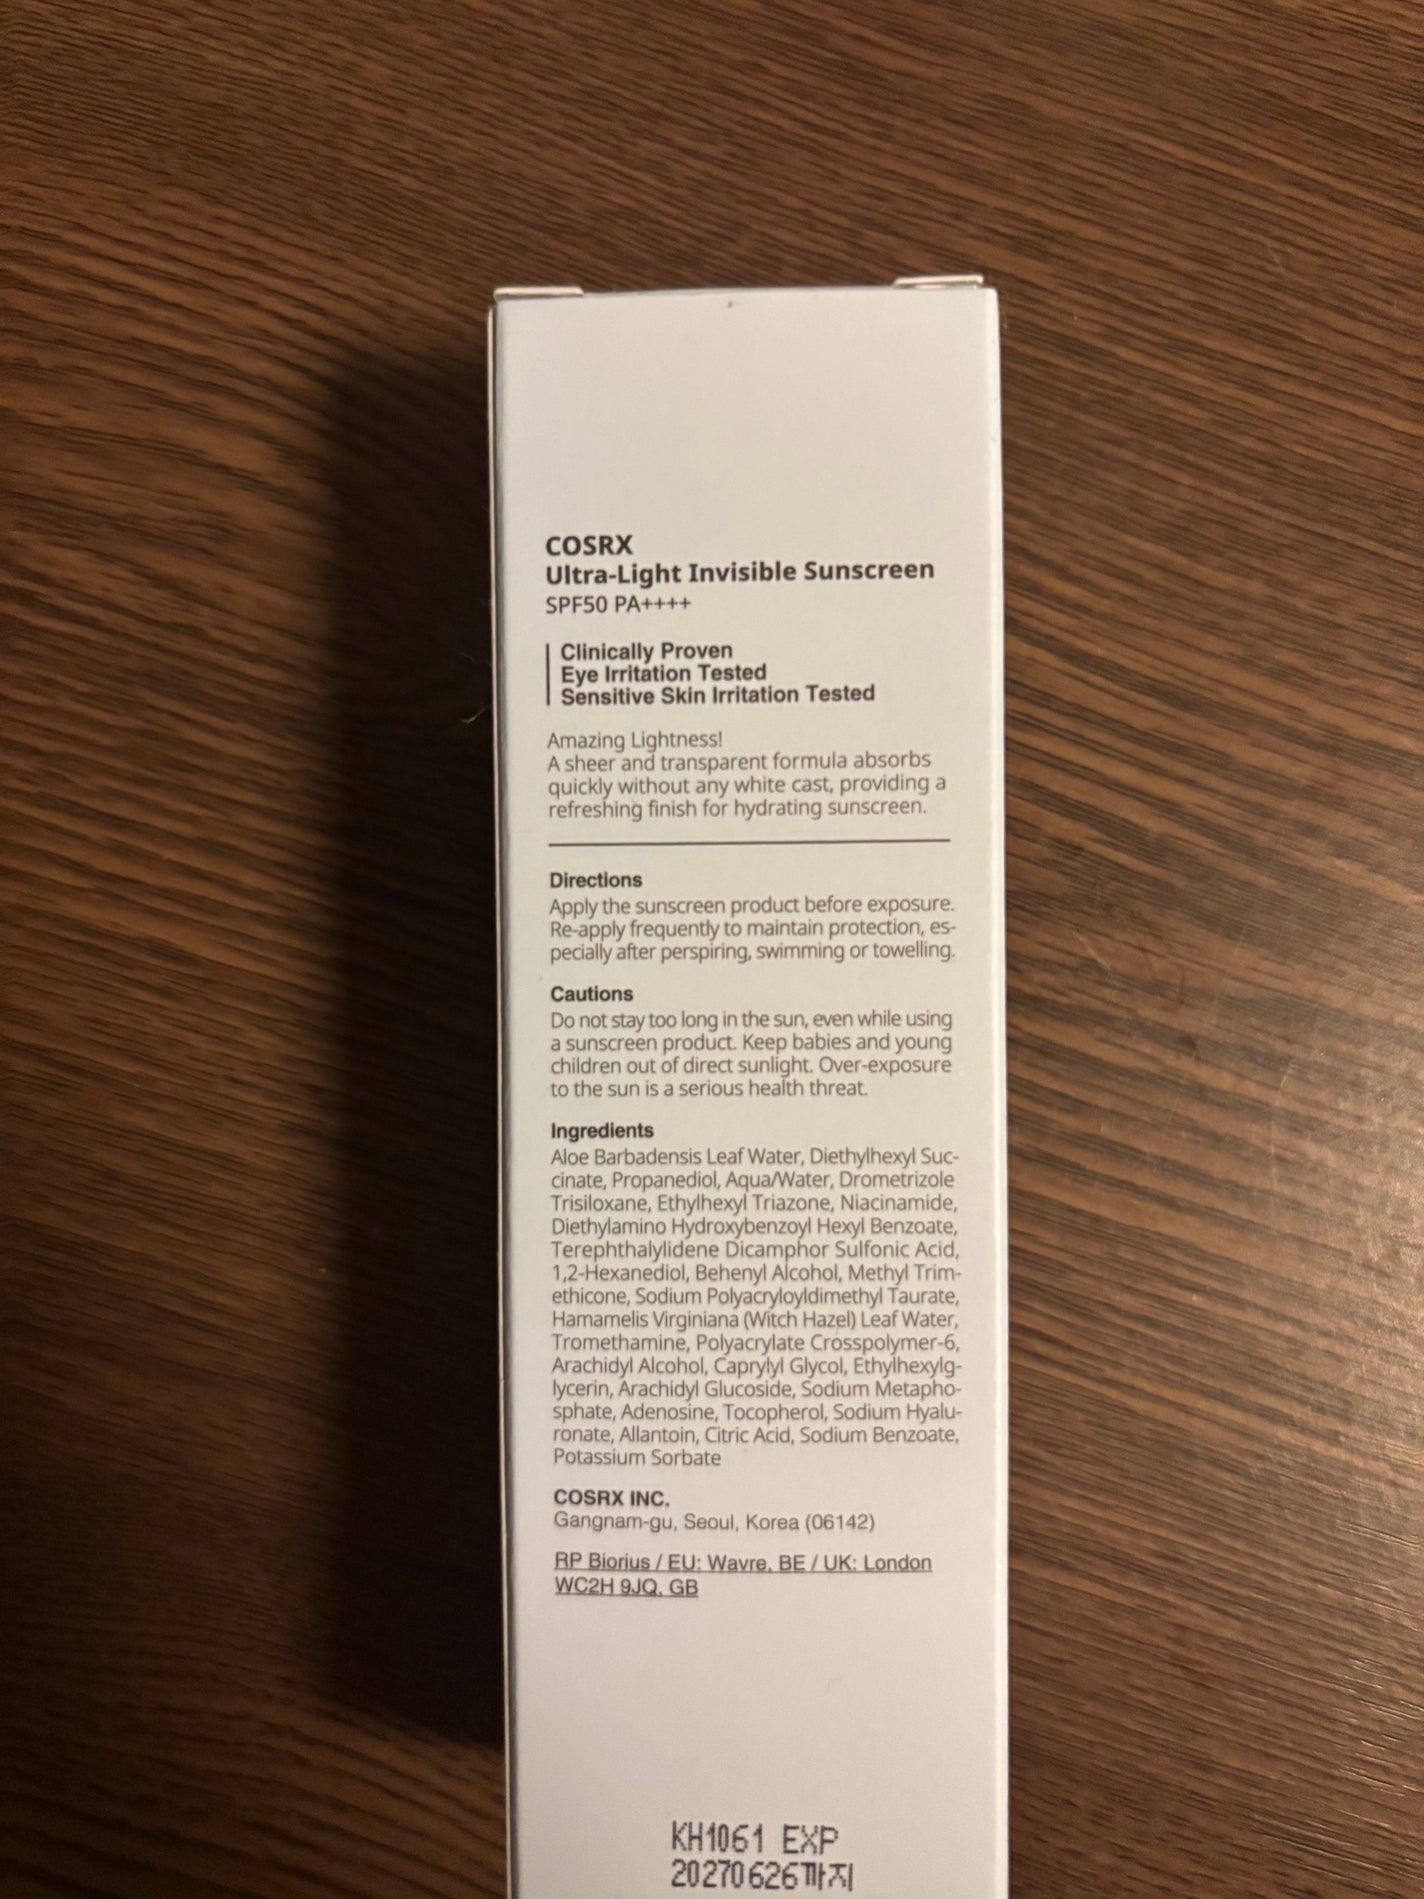 COSRX
Ultra-Light Invisible Sunscreen
SPF50 PA++++
Clinically Proven
Eye Irritation Tested
Sensitive Skin Irritation Tested
Amazing Lightness!
A sheer and transparent formula absorbs
quickly without any white cast, providing a
refreshing finish for hydrating sunscreen.
Directions
Apply the sunscreen product before exposure.
Re-apply frequently to maintain protection, es-
pecially after perspiring, swimming or towelling.
Cautions
Do not stay too long in the sun, even while using
a sunscreen product. Keep babies and young
children out of direct sunlight. Over-exposure
to the sun is a serious health threat.
Ingredients
Aloe Barbadensis Leaf Water, Diethylhexyl Suc-
cinate, Propanediol, Aqua/Water, Drometrizole
Trisiloxane, Ethylhexyl Triazone, Niacinamide,
Diethylamino Hydroxybenzoyl Hexyl Benzoate,
Terephthalylidene Dicamphor Sulfonic Acid,
1,2-Hexanediol, Behenyl Alcohol, Methyl Trim-
ethicone, Sodium Polyacryloyldimethyl Taurate,
Hamamelis Virginiana (Witch Hazel) Leaf Water,
Tromethamine, Polyacrylate Crosspolymer-6,
Arachidyl Alcohol, Caprylyl Glycol, Ethylhexylg-
lycerin, Arachidyl Glucoside, Sodium Metapho-
sphate, Adenosine, Tocopherol, Sodium Hyalu-
ronate, Allantoin, Citric Acid, Sodium Benzoate,
Potassium Sorbate
COSRX INC.
Gangnam-gu, Seoul, Korea (06142)
RP Biorius / EU: Wavre, BE / UK: London
WC2H 9JQ, GB
KH1061 EXP
20270626까지